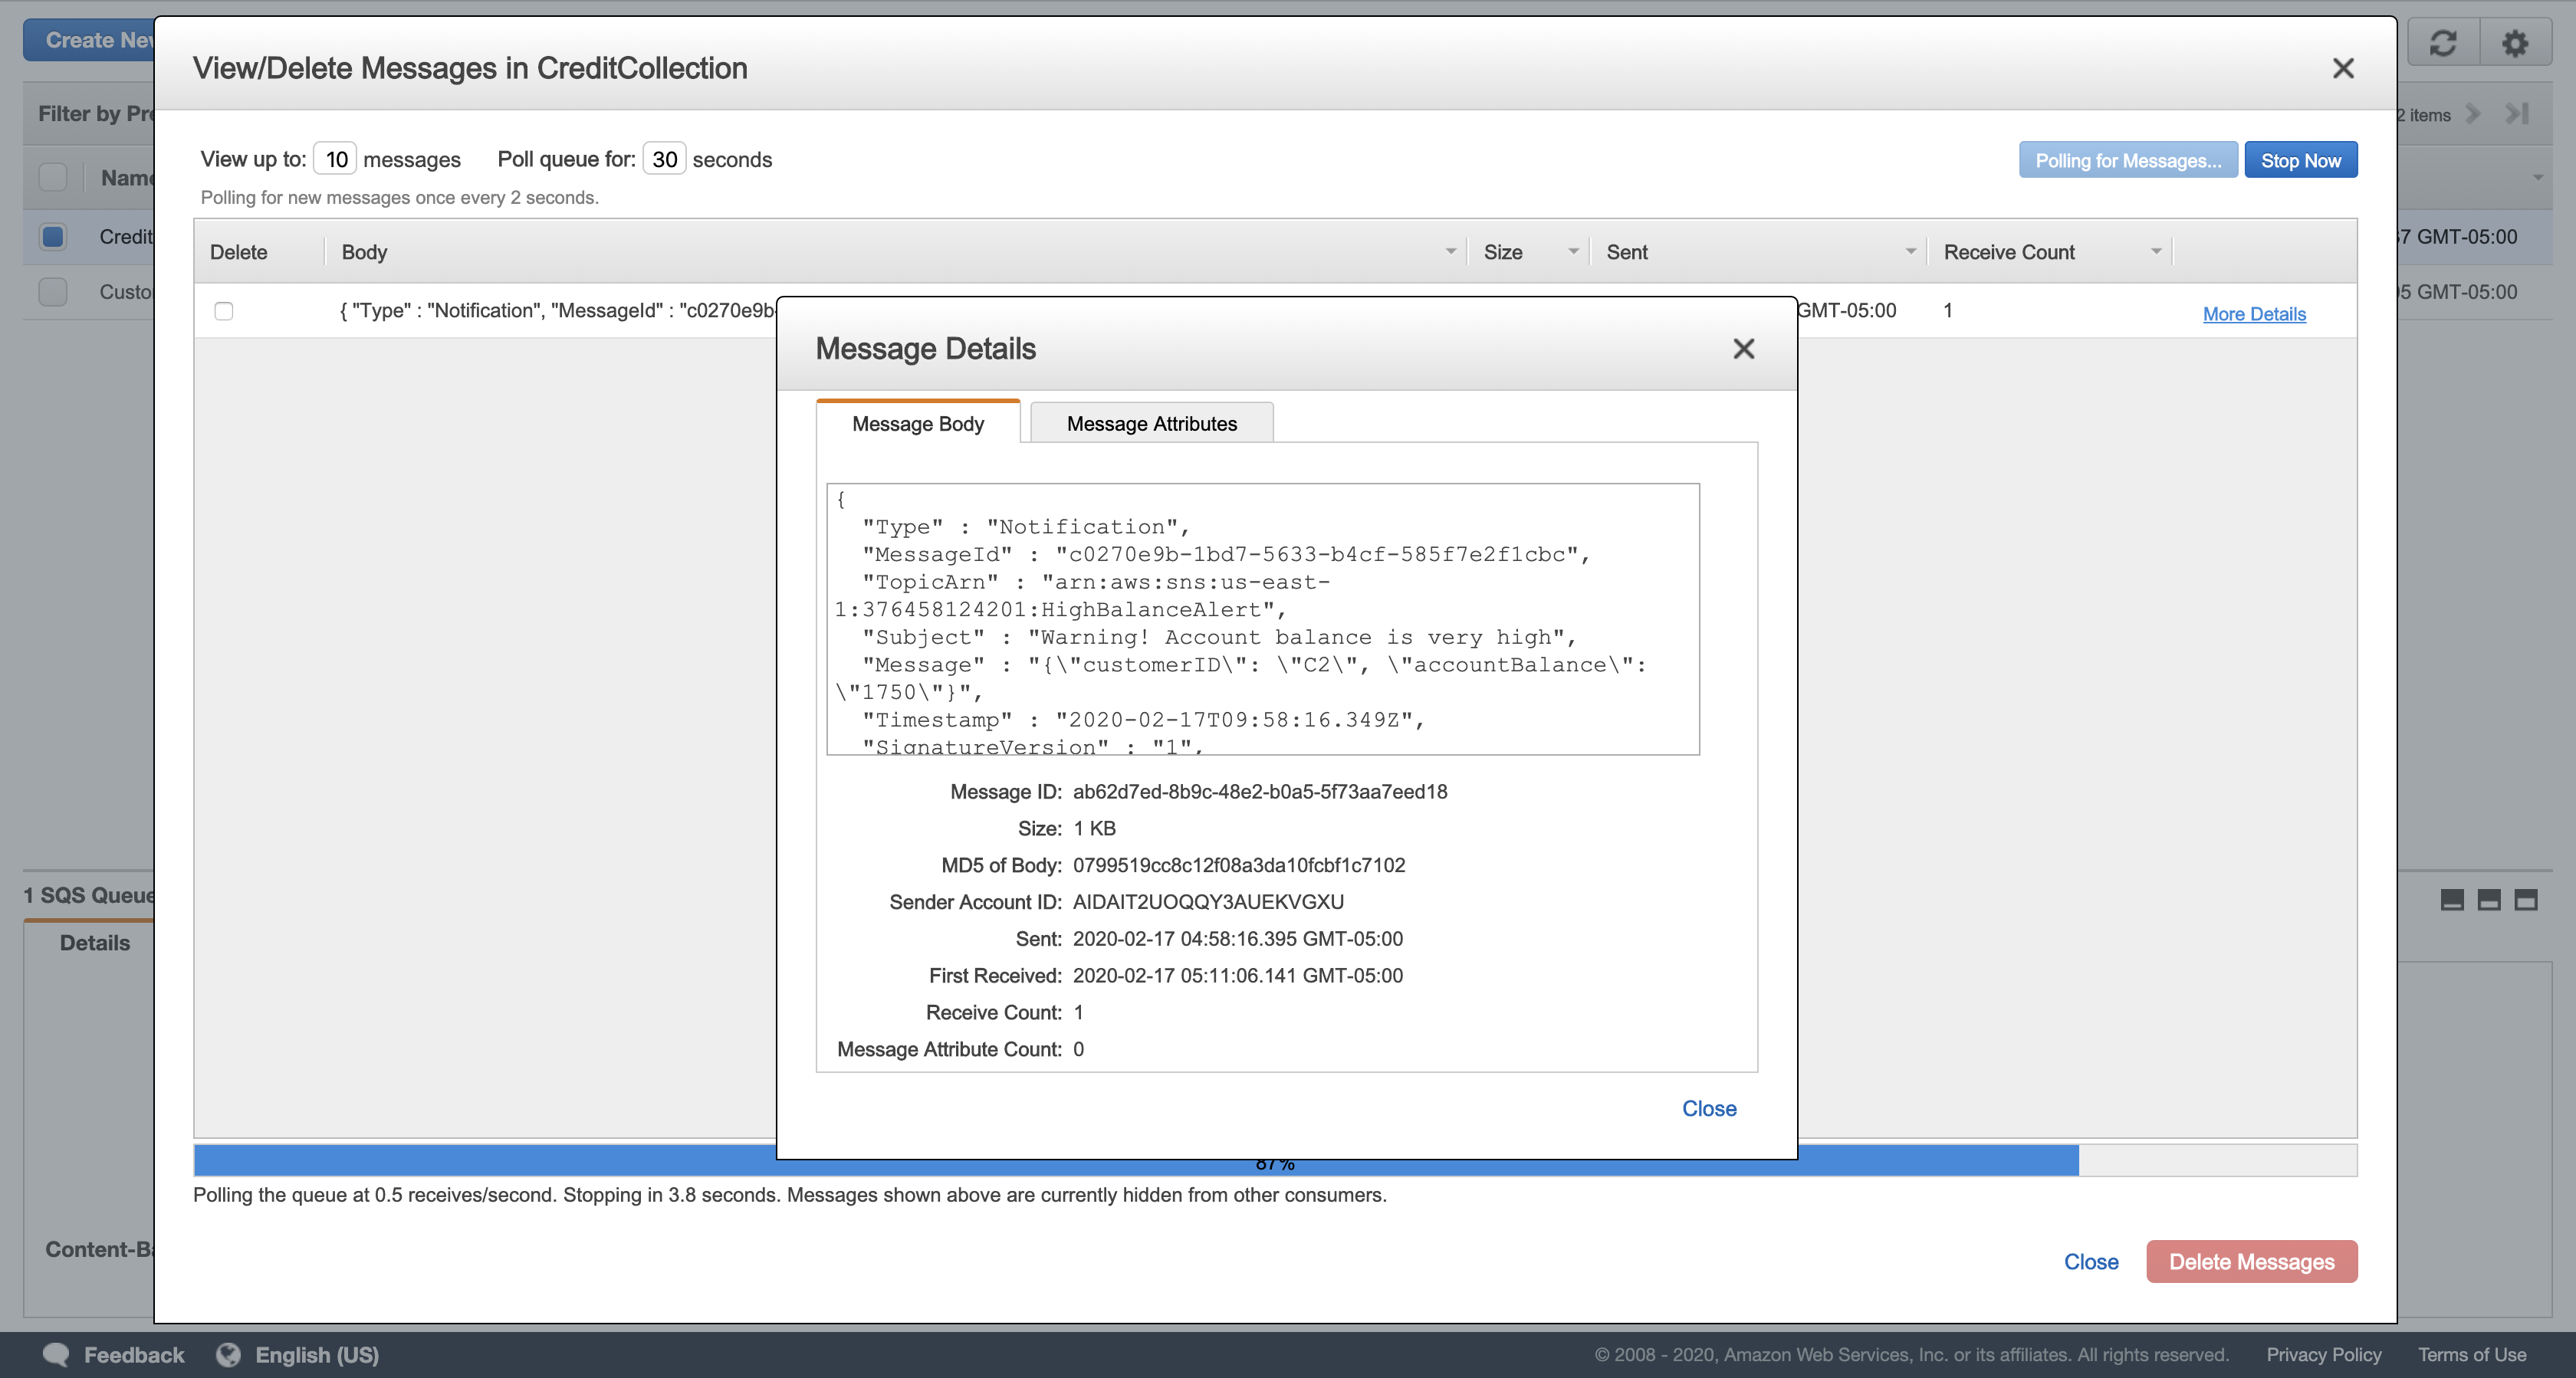 Create New
View/Delete Messages in CreditCollection
Filter by Pre
2 items
View up to: 10 messages Poll queue for: 30 seconds
Polling for Messages... Stop Now
Name
Polling for new messages once every 2 seconds.
Delete Body Size Sent Receive Count
Credit
7 GMT-05:00
Custo
5 GMT-05:00
{ "Type" : "Notification", "MessageId" : "c0270e9b-
GMT-05:00 1 More Details
Message Details
Message Body Message Attributes
{
"Type" : "Notification",
"MessageId" : "c0270e9b-1bd7-5633-b4cf-585f7e2f1cbc",
"TopicArn" : "arn:aws:sns:us-east-
1:376458124201:HighBalanceAlert",
"Subject" : "Warning! Account balance is very high",
"Message" : "{\"customerID\": \"C2\", \"accountBalance\":
\"1750\"}",
"Timestamp" : "2020-02-17T09:58:16.349Z",
"SignatureVersion" : "1",
Message ID: ab62d7ed-8b9c-48e2-b0a5-5f73aa7eed18
Size: 1 KB
MD5 of Body: 0799519cc8c12f08a3da10fcbf1c7102
Sender Account ID: AIDAIT2UOQQY3AUEKVGXU
Sent: 2020-02-17 04:58:16.395 GMT-05:00
First Received: 2020-02-17 05:11:06.141 GMT-05:00
Receive Count: 1
Message Attribute Count: 0
Close
1 SQS Queue
Details
Content-Ba
87%
Polling the queue at 0.5 receives/second. Stopping in 3.8 seconds. Messages shown above are currently hidden from other consumers.
Close Delete Messages
Feedback English (US)
© 2008 - 2020, Amazon Web Services, Inc. or its affiliates. All rights reserved. Privacy Policy Terms of Use